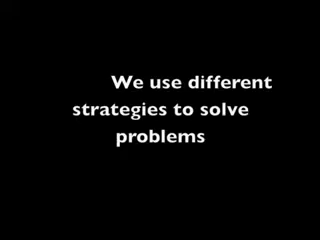 We use different
strategies to solve
problems